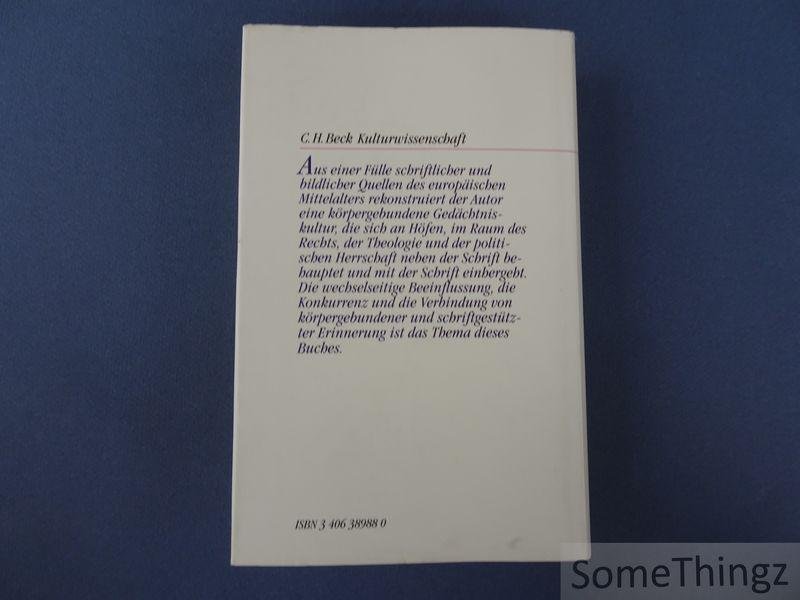 C. H. Beck Kulturwissenschaft
Aus einer Fülle schriftlicher und
bildlicher Quellen des europäischen
Mittelalters rekonstruiert der Autor
eine körpergebundene Gedächtnis-
kultur, die sich an Höfen, im Raum des
Rechts, der Theologie und der politi-
schen Herrschaft neben der Schrift be-
hauptet und mit der Schrift einhergeht.
Die wechselseitige Beeinflussung, die
Konkurrenz und die Verbindung von
körpergebundener und schriftgestütz-
ter Erinnerung ist das Thema dieses
Buches.
ISBN 3 406 38988 0
SomeThingz